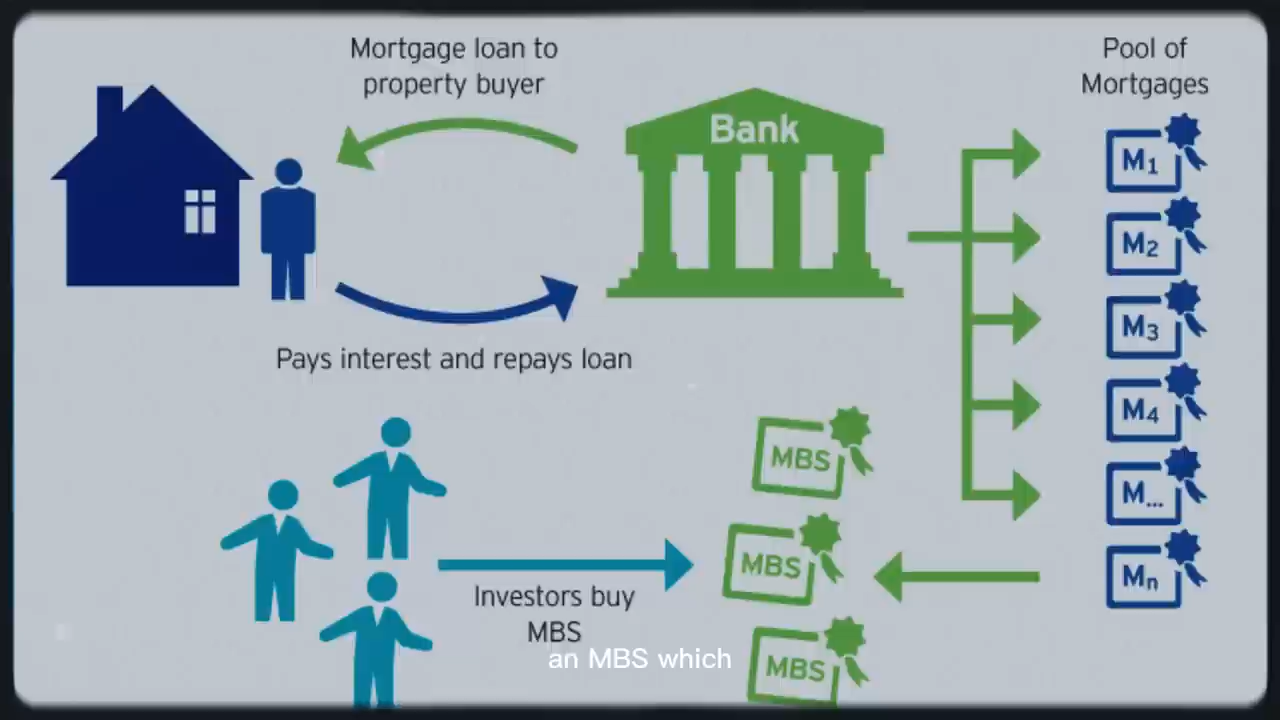 Mortgage loan to
property buyer
Bank
Pool of
Mortgages
M1
M2
M3
M4
M...
Mn
Pays interest and repays loan
MBS
MBS
MBS
Investors buy
MBS
an MBS which